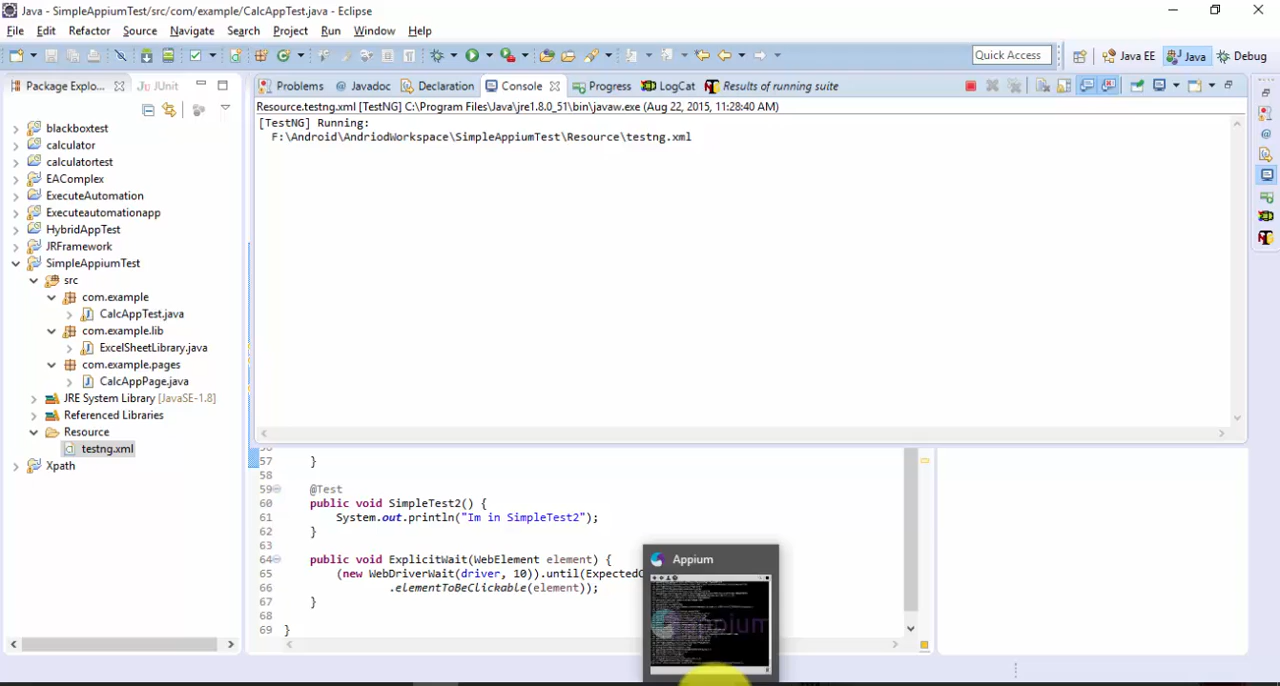 Java - SimpleAppiumTest/src/com/example/CalcAppTest.java - Eclipse
File Edit Refactor Source Navigate Search Project Run Window Help
Quick Access
Java EE
Java
Debug
Package Explo...
JUnit
Problems
Javadoc
Declaration
Console
Progress
LogCat
Results of running suite
Resource.testng.xml [TestNG] C:\Program Files\Java\jre1.8.0_51\bin\javaw.exe (Aug 22, 2015, 11:28:40 AM)
[TestNG] Running:
F:\Android\AndriodWorkspace\SimpleAppiumTest\Resource\testng.xml
blackboxtest
calculator
calculatortest
EAComplex
ExecuteAutomation
Executeautomationapp
HybridAppTest
JRFramework
SimpleAppiumTest
src
com.example
CalcAppTest.java
com.example.lib
ExcelSheetLibrary.java
com.example.pages
CalcAppPage.java
JRE System Library [JavaSE-1.8]
Referenced Libraries
Resource
testng.xml
Xpath
57 }
58
59 @Test
60 public void SimpleTest2() {
61 System.out.println("Im in SimpleTest2");
62 }
63
64 public void ExplicitWait(WebElement element) {
65 (new WebDriverWait(driver, 10)).until(ExpectedC
66 .elementToBeClickable(element));
67 }
68
69 }
Appium